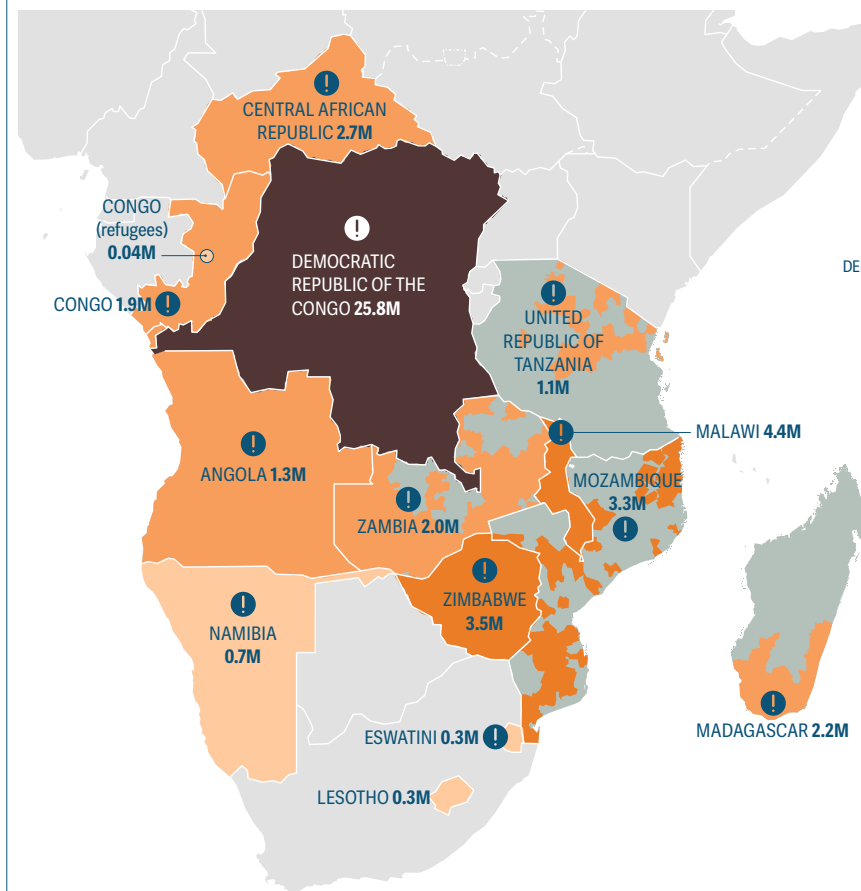 !
CENTRAL AFRICAN
REPUBLIC 2.7M
CONGO
(refugees)
0.04M
!
DEMOCRATIC
REPUBLIC OF THE
CONGO 25.8M
DE
CONGO 1.9M !
!
UNITED
REPUBLIC OF
TANZANIA
1.1M
! MALAWI 4.4M
!
ANGOLA 1.3M
!
ZAMBIA 2.0M
MOZAMBIQUE
3.3M
!
!
ZIMBABWE
3.5M
!
NAMIBIA
0.7M
!
MADAGASCAR 2.2M
ESWATINI 0.3M !
LESOTHO 0.3M